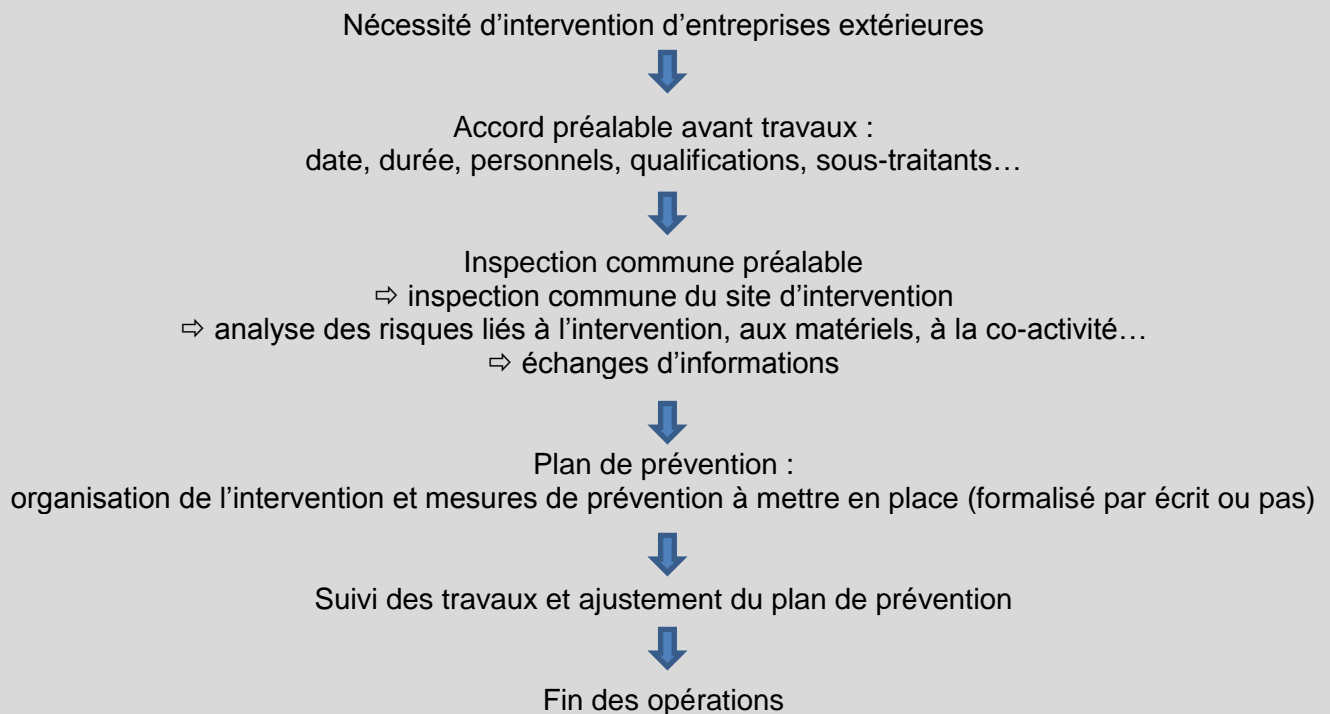 Nécessité d’intervention d’entreprises extérieures
Accord préalable avant travaux :
date, durée, personnels, qualifications, sous-traitants…
Inspection commune préalable
⇨ inspection commune du site d’intervention
⇨ analyse des risques liés à l’intervention, aux matériels, à la co-activité…
⇨ échanges d’informations
Plan de prévention :
organisation de l’intervention et mesures de prévention à mettre en place (formalisé par écrit ou pas)
Suivi des travaux et ajustement du plan de prévention
Fin des opérations